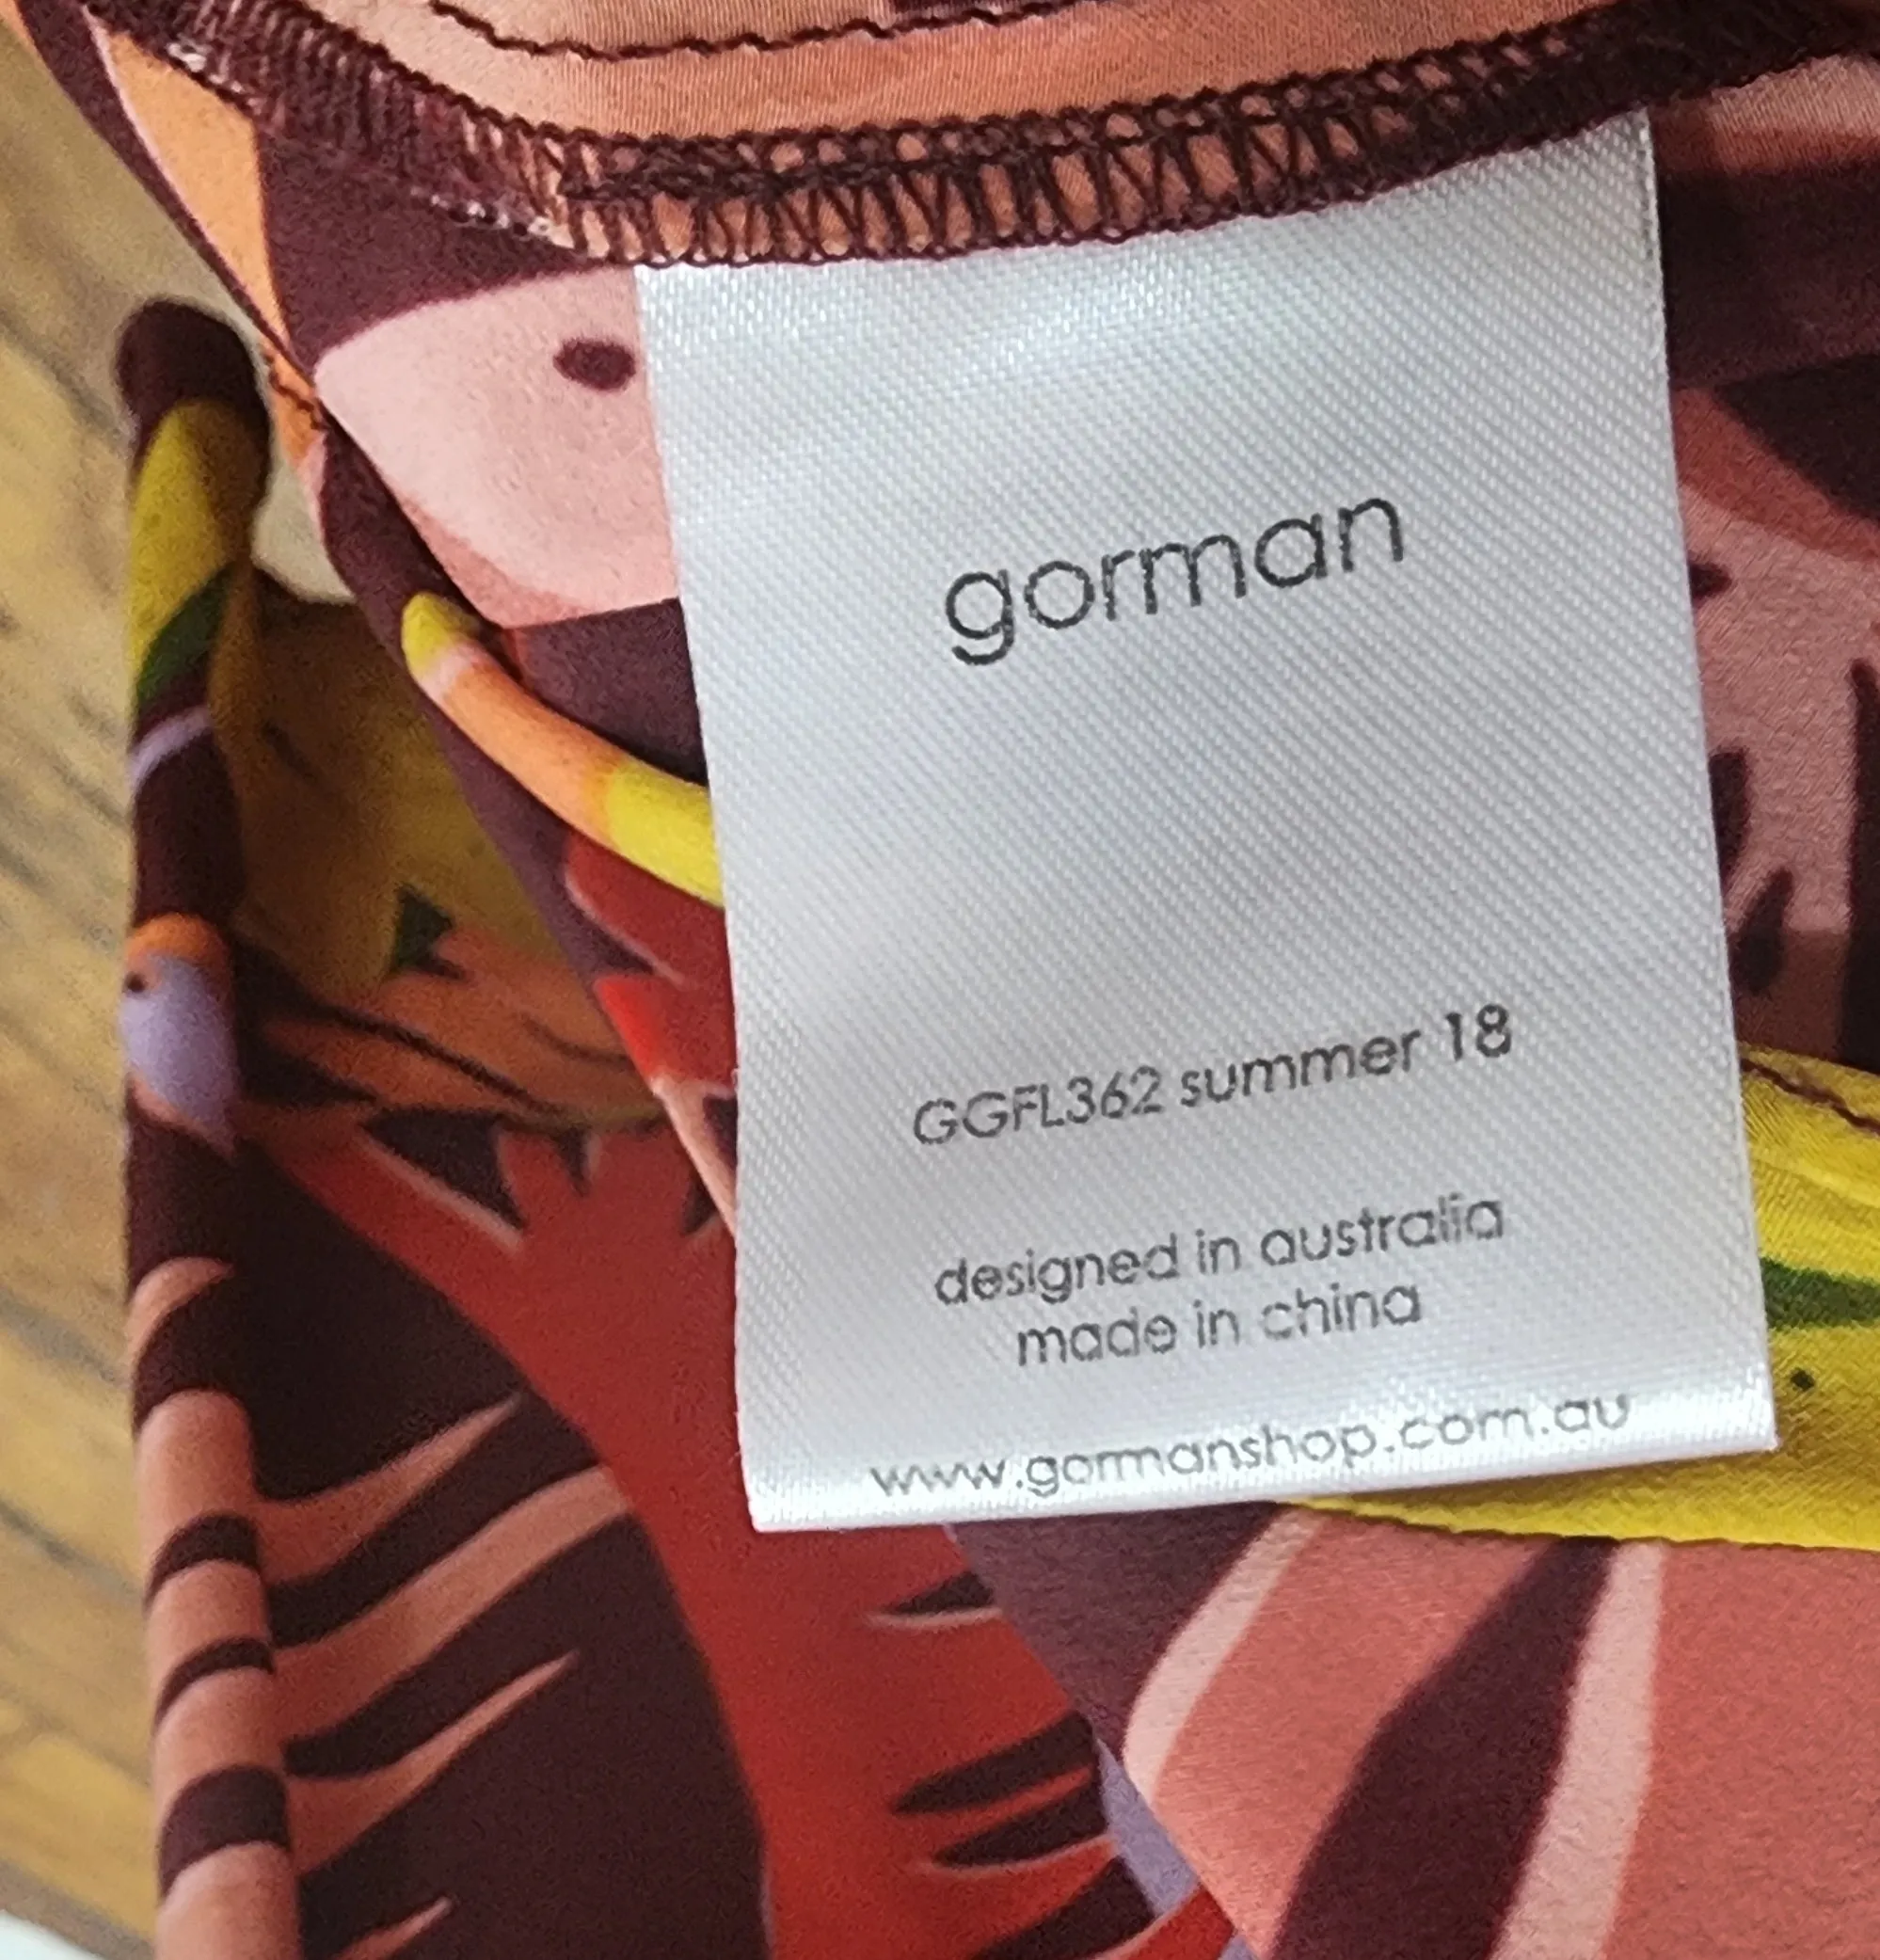 gorman
GGFL362 summer 18
designed in australia
made in china
www.gormanshop.com.au